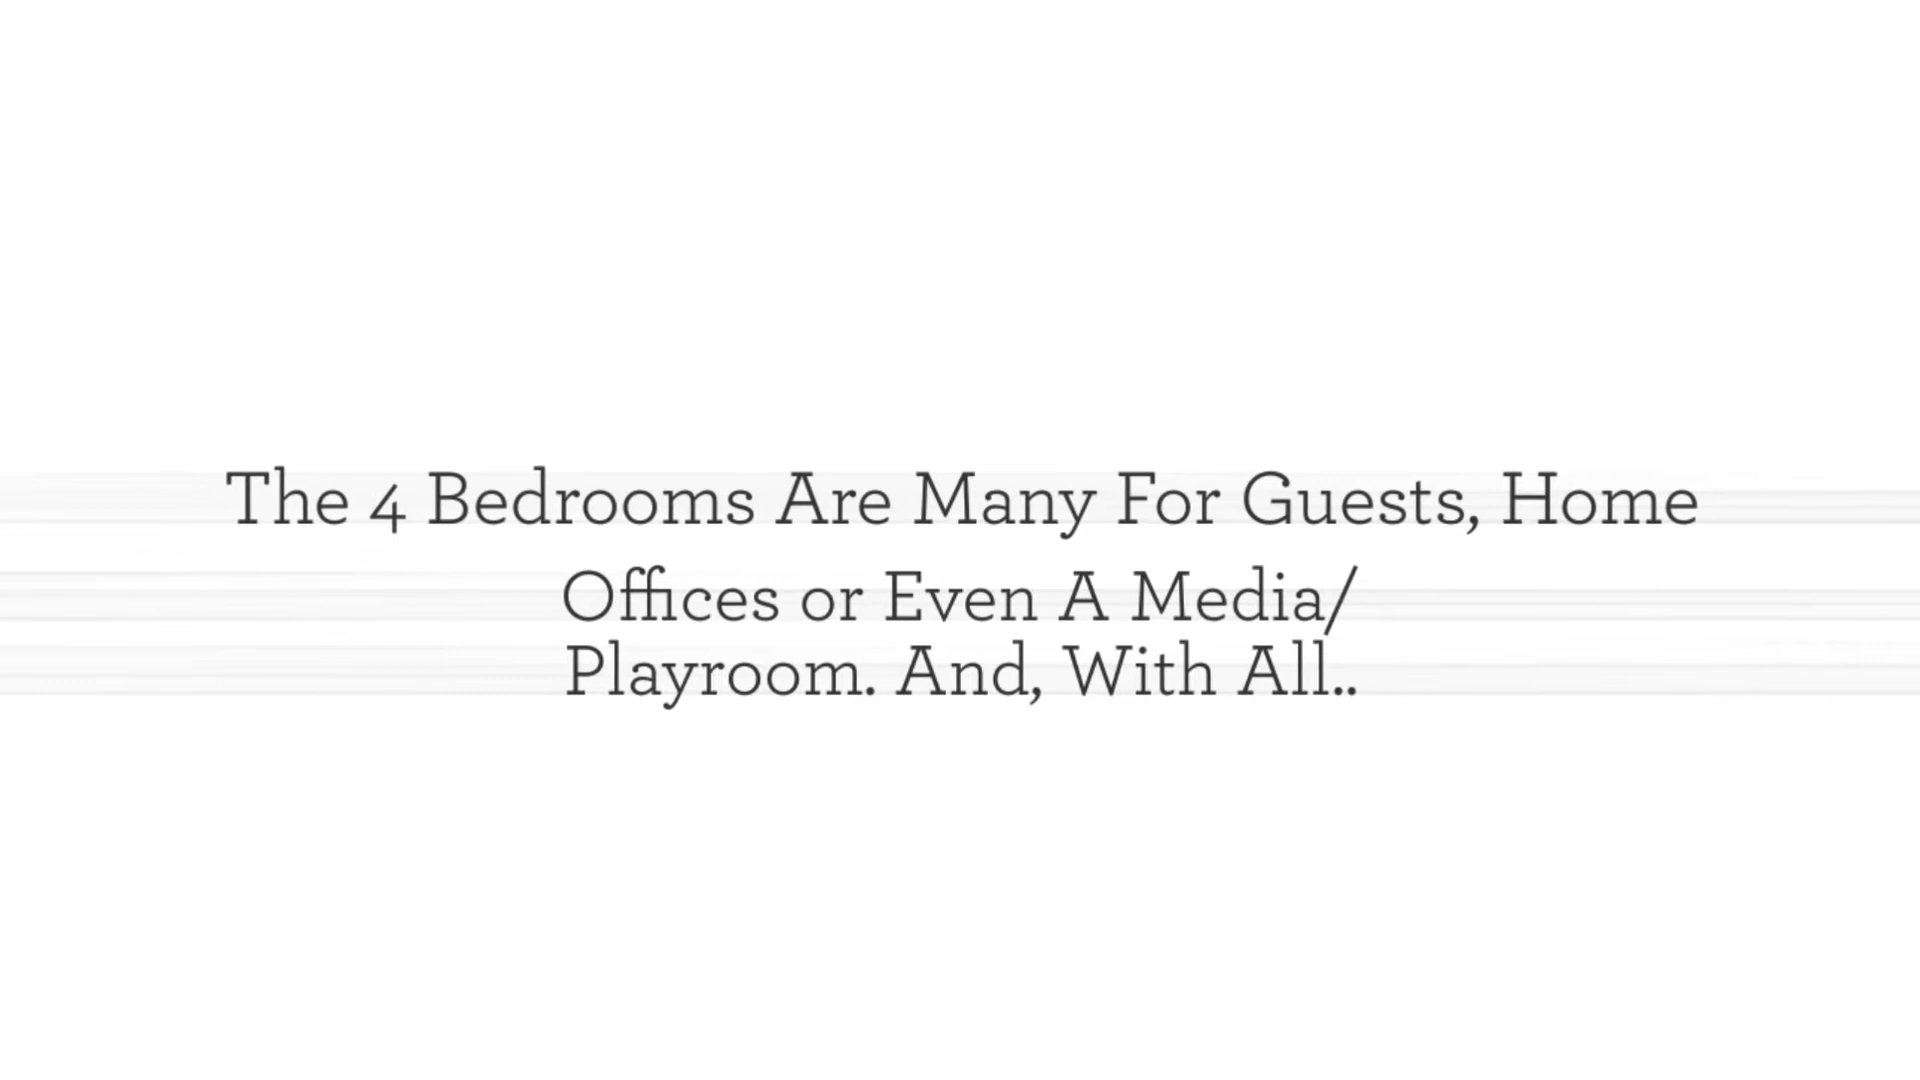 The 4 Bedrooms Are Many For Guests, Home
Offices or Even A Media/
Playroom. And, With All..